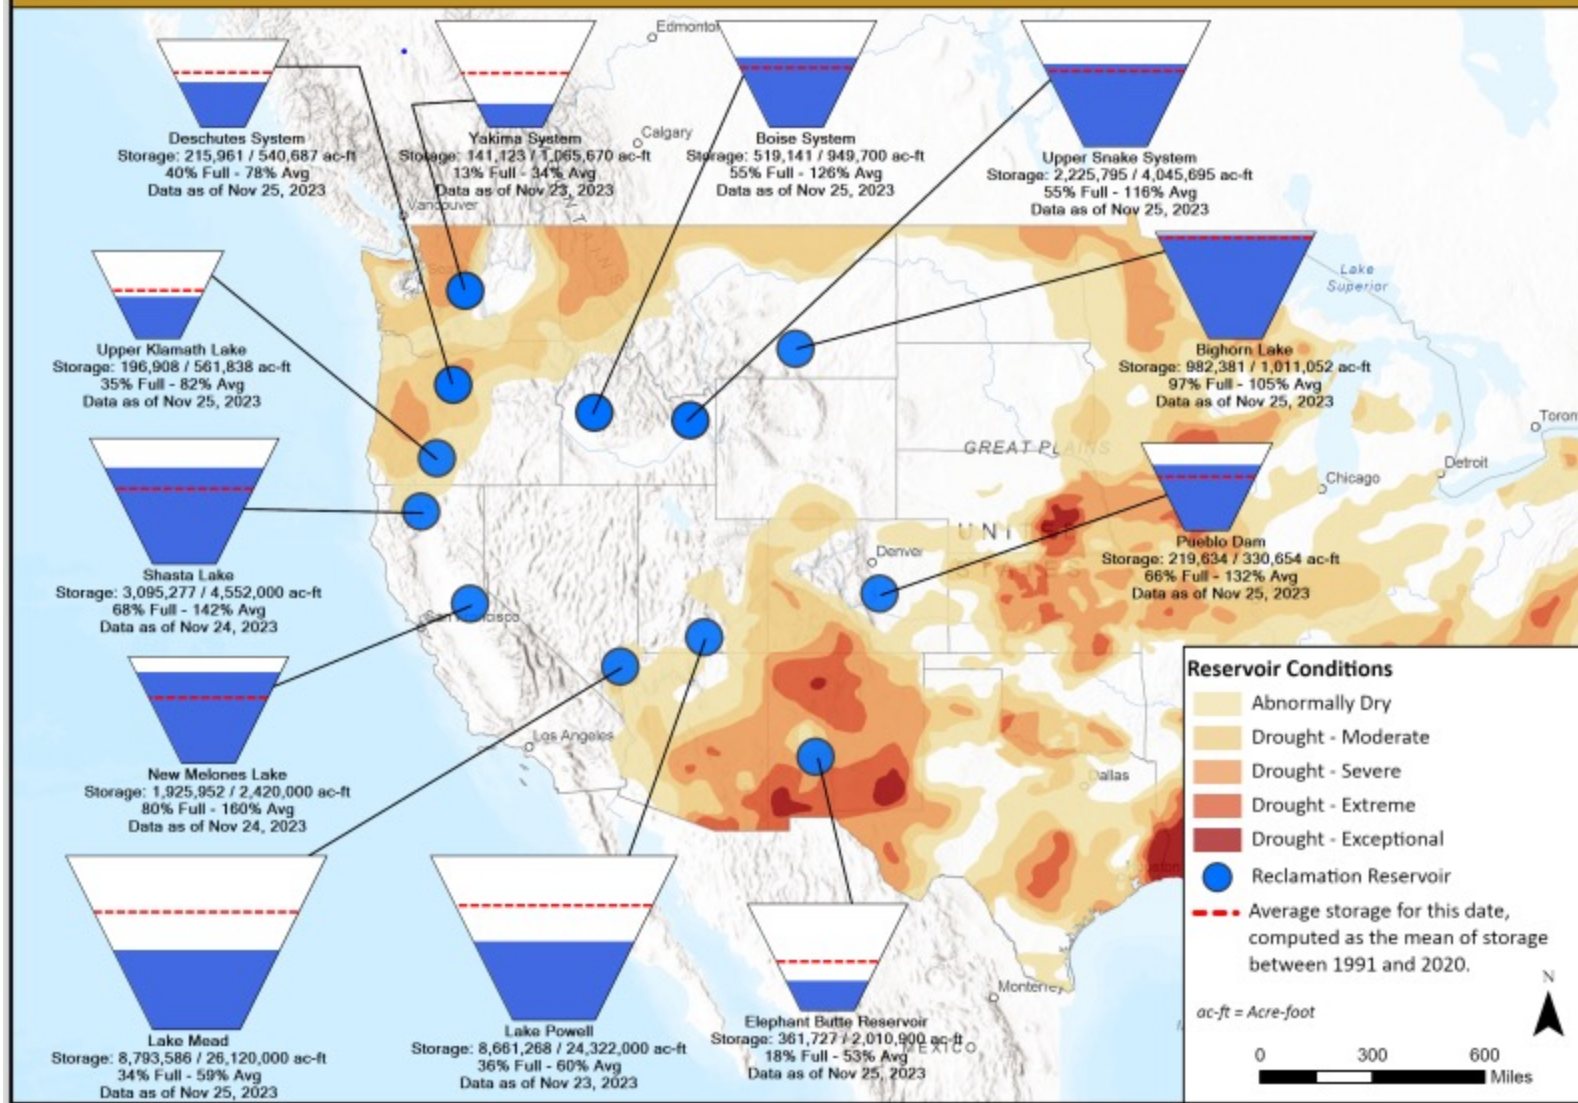 Edmonton
Deschutes System
Storage: 215,961 / 540,687 ac-ft
40% Full - 78% Avg
Data as of Nov 25, 2023
Yakima System
Storage: 141,123 / 1,065,670 ac-ft
13% Full - 34% Avg
Data as of Nov 23, 2023
Calgary
Boise System
Storage: 519,141 / 949,700 ac-ft
55% Full - 126% Avg
Data as of Nov 25, 2023
Upper Snake System
Storage: 2,225,795 / 4,045,695 ac-ft
55% Full - 116% Avg
Data as of Nov 25, 2023
Vancouver
Lake
Superior
Upper Klamath Lake
Storage: 196,908 / 561,838 ac-ft
35% Full - 82% Avg
Data as of Nov 25, 2023
Bighorn Lake
Storage: 982,381 / 1,011,052 ac-ft
97% Full - 105% Avg
Data as of Nov 25, 2023
Toron
GREAT PLAINS
Chicago
Detroit
UNITED
STATES
Denver
Pueblo Dam
Storage: 219,634 / 330,654 ac-ft
66% Full - 132% Avg
Data as of Nov 25, 2023
Shasta Lake
Storage: 3,095,277 / 4,552,000 ac-ft
68% Full - 142% Avg
Data as of Nov 24, 2023
San Francisco
Los Angeles
Dallas
New Melones Lake
Storage: 1,925,952 / 2,420,000 ac-ft
80% Full - 160% Avg
Data as of Nov 24, 2023
Reservoir Conditions
Abnormally Dry
Drought - Moderate
Drought - Severe
Drought - Extreme
Drought - Exceptional
Reclamation Reservoir
Average storage for this date,
computed as the mean of storage
between 1991 and 2020.
ac-ft = Acre-foot
N
0 300 600
Miles
Monterrey
MEXICO
Lake Mead
Storage: 8,793,586 / 26,120,000 ac-ft
34% Full - 59% Avg
Data as of Nov 25, 2023
Lake Powell
Storage: 8,661,268 / 24,322,000 ac-ft
36% Full - 60% Avg
Data as of Nov 23, 2023
Elephant Butte Reservoir
Storage: 361,727 / 2,010,900 ac-ft
18% Full - 53% Avg
Data as of Nov 25, 2023